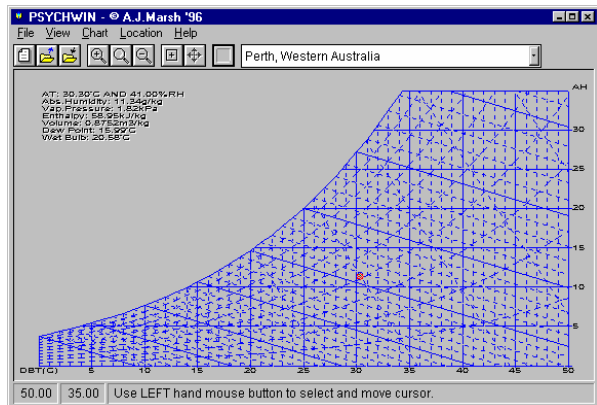 PSYCHWIN - © A.J.Marsh '96
File View Chart Location Help
Perth, Western Australia
AT: 30.30°C AND 41.00%RH
Abs.Humidity: 11.34g/kg
Vap.Pressure: 1.82kPa
Enthalpy: 58.95kJ/kg
Volume: 0.8752m3/kg
Dew Point: 15.99°C
Wet Bulb: 20.58°C
AH
30
25
20
15
10
5
DBT(C) 5 10 15 20 25 30 35 40 45 50
50.00 35.00 Use LEFT hand mouse button to select and move cursor.